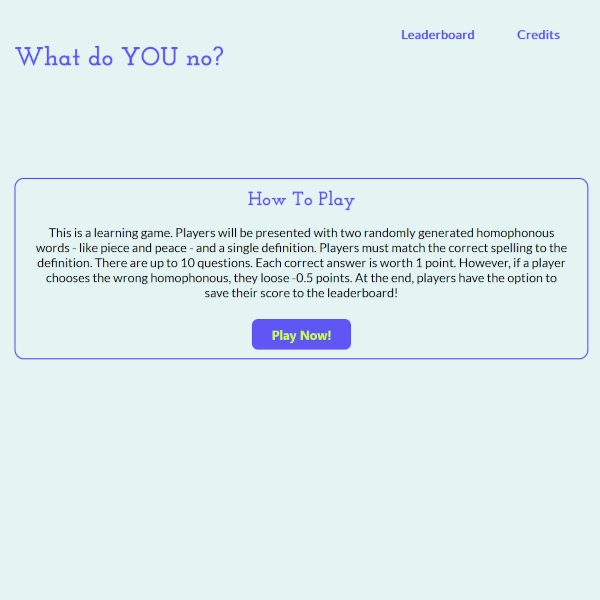 Leaderboard
Credits
What do YOU no?
How To Play
This is a learning game. Players will be presented with two randomly generated homophonous
words - like piece and peace - and a single definition. Players must match the correct spelling to the
definition. There are up to 10 questions. Each correct answer is worth 1 point. However, if a player
chooses the wrong homophonous, they loose -0.5 points. At the end, players have the option to
save their score to the leaderboard!
Play Now!